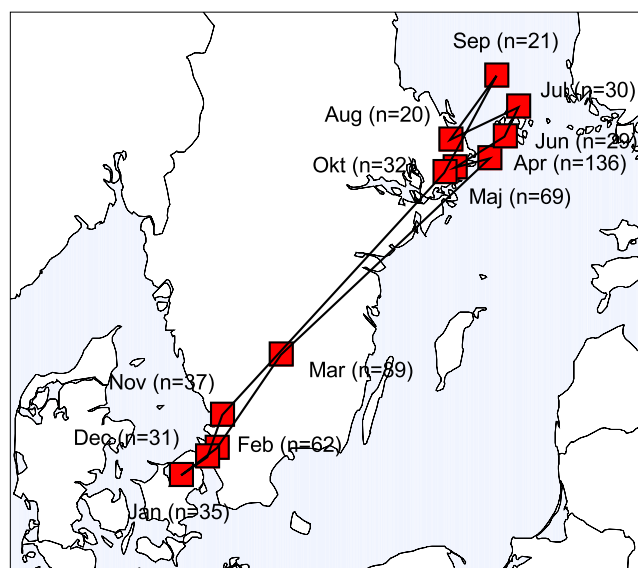 Sep (n=21)
Jul (n=30)
Aug (n=20)
Jun (n=29)
Okt (n=32)
Apr (n=136)
Maj (n=69)
Mar (n=89)
Nov (n=37)
Dec (n=31)
Feb (n=62)
Jan (n=35)